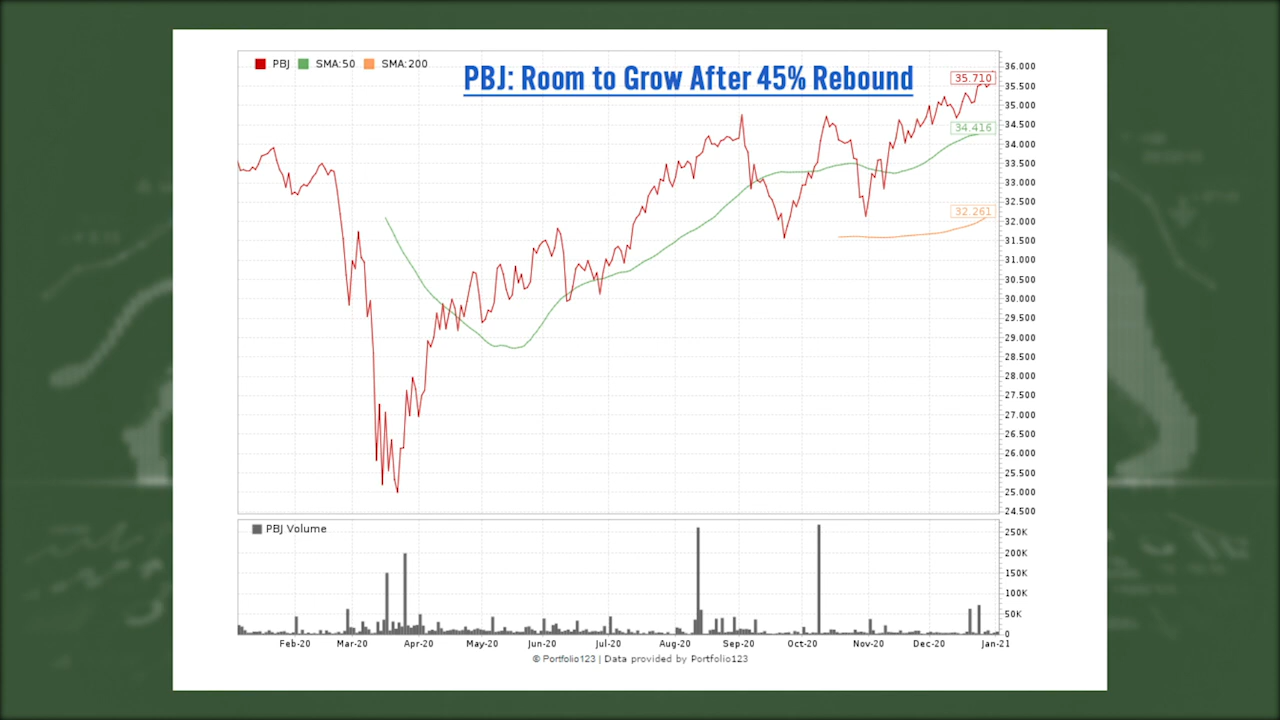 PBJ SMA:50 SMA:200
PBJ: Room to Grow After 45% Rebound
36.000
35.710
35.500
35.000
34.500
34.416
34.000
33.500
33.000
32.500
32.261
32.000
31.500
31.000
30.500
30.000
29.500
29.000
28.500
28.000
27.500
27.000
26.500
26.000
25.500
25.000
24.500
PBJ Volume
250K
200K
150K
100K
50K
0
Feb-20 Mar-20 Apr-20 May-20 Jun-20 Jul-20 Aug-20 Sep-20 Oct-20 Nov-20 Dec-20 Jan-21
© Portfolio123 | Data provided by Portfolio123